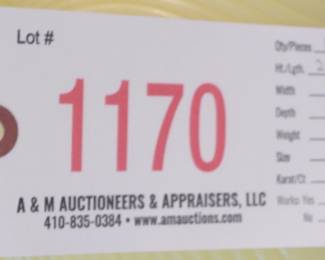 Lot #
1170
A & M AUCTIONEERS & APPRAISERS, LLC
410-835-0384 • www.amauctions.com
Qty/Pieces
Ht./Lgth.
Width
Depth
Weight
Size
Karat/Ct
Works: Yes
No